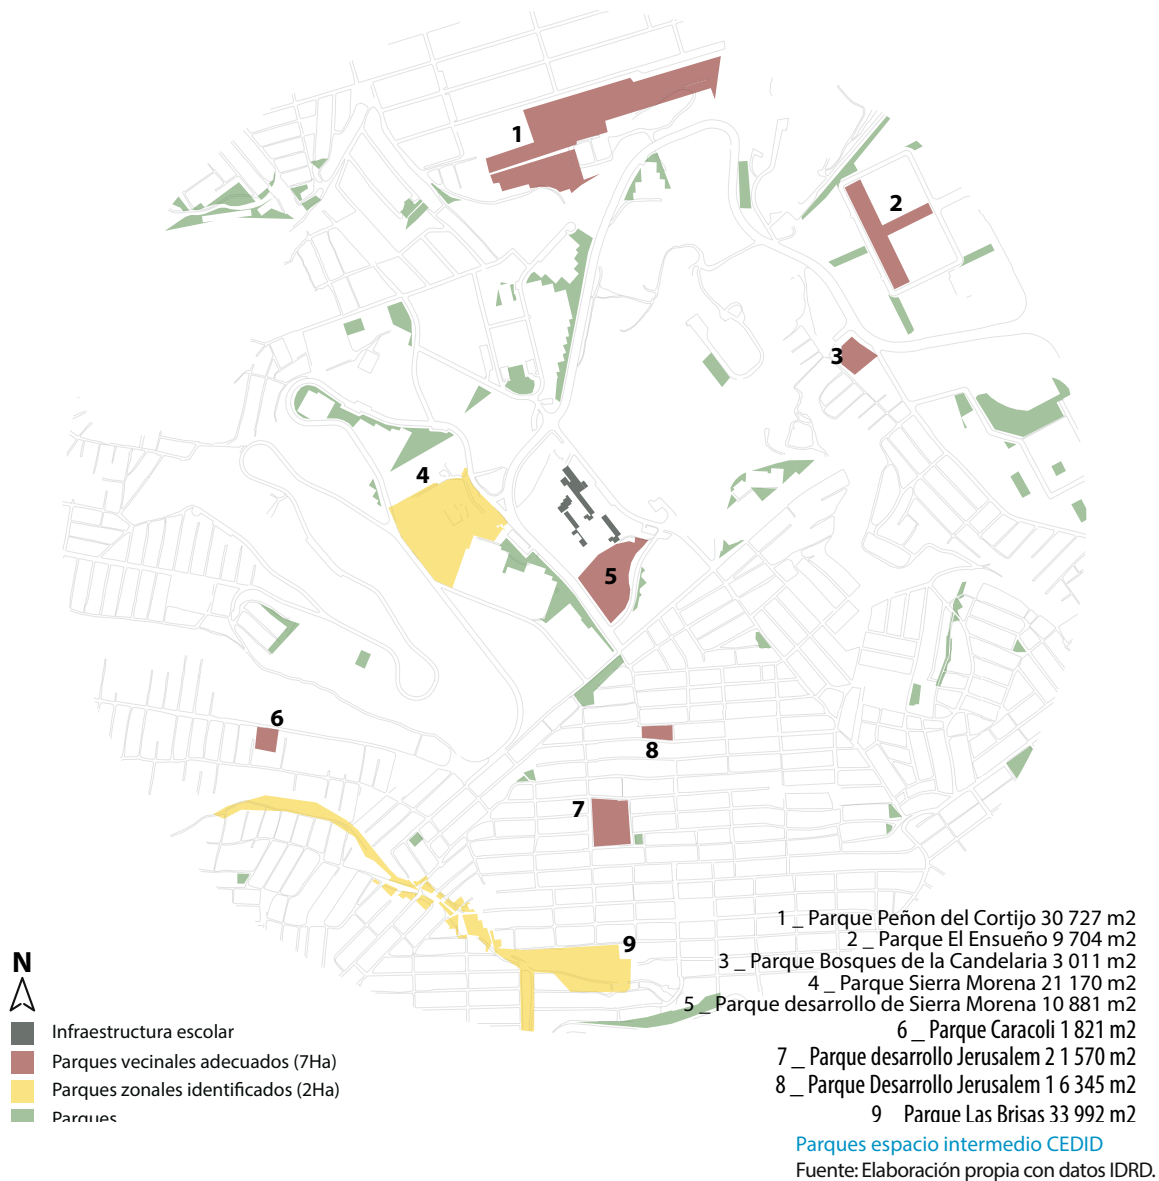 1
2
3
4
5
6
8
7
9
1 _ Parque Peñon del Cortijo 30 727 m2
2 _ Parque El Ensueño 9 704 m2
3 _ Parque Bosques de la Candelaria 3 011 m2
4 _ Parque Sierra Morena 21 170 m2
5 _ Parque desarrollo de Sierra Morena 10 881 m2
6 _ Parque Caracoli 1 821 m2
7 _ Parque desarrollo Jerusalem 2 1 570 m2
8 _ Parque Desarrollo Jerusalem 1 6 345 m2
9 _ Parque Las Brisas 33 992 m2
N
Infraestructura escolar
Parques vecinales adecuados (7Ha)
Parques zonales identificados (2Ha)
Parques
Parques espacio intermedio CEDID
Fuente: Elaboración propia con datos IDRD.